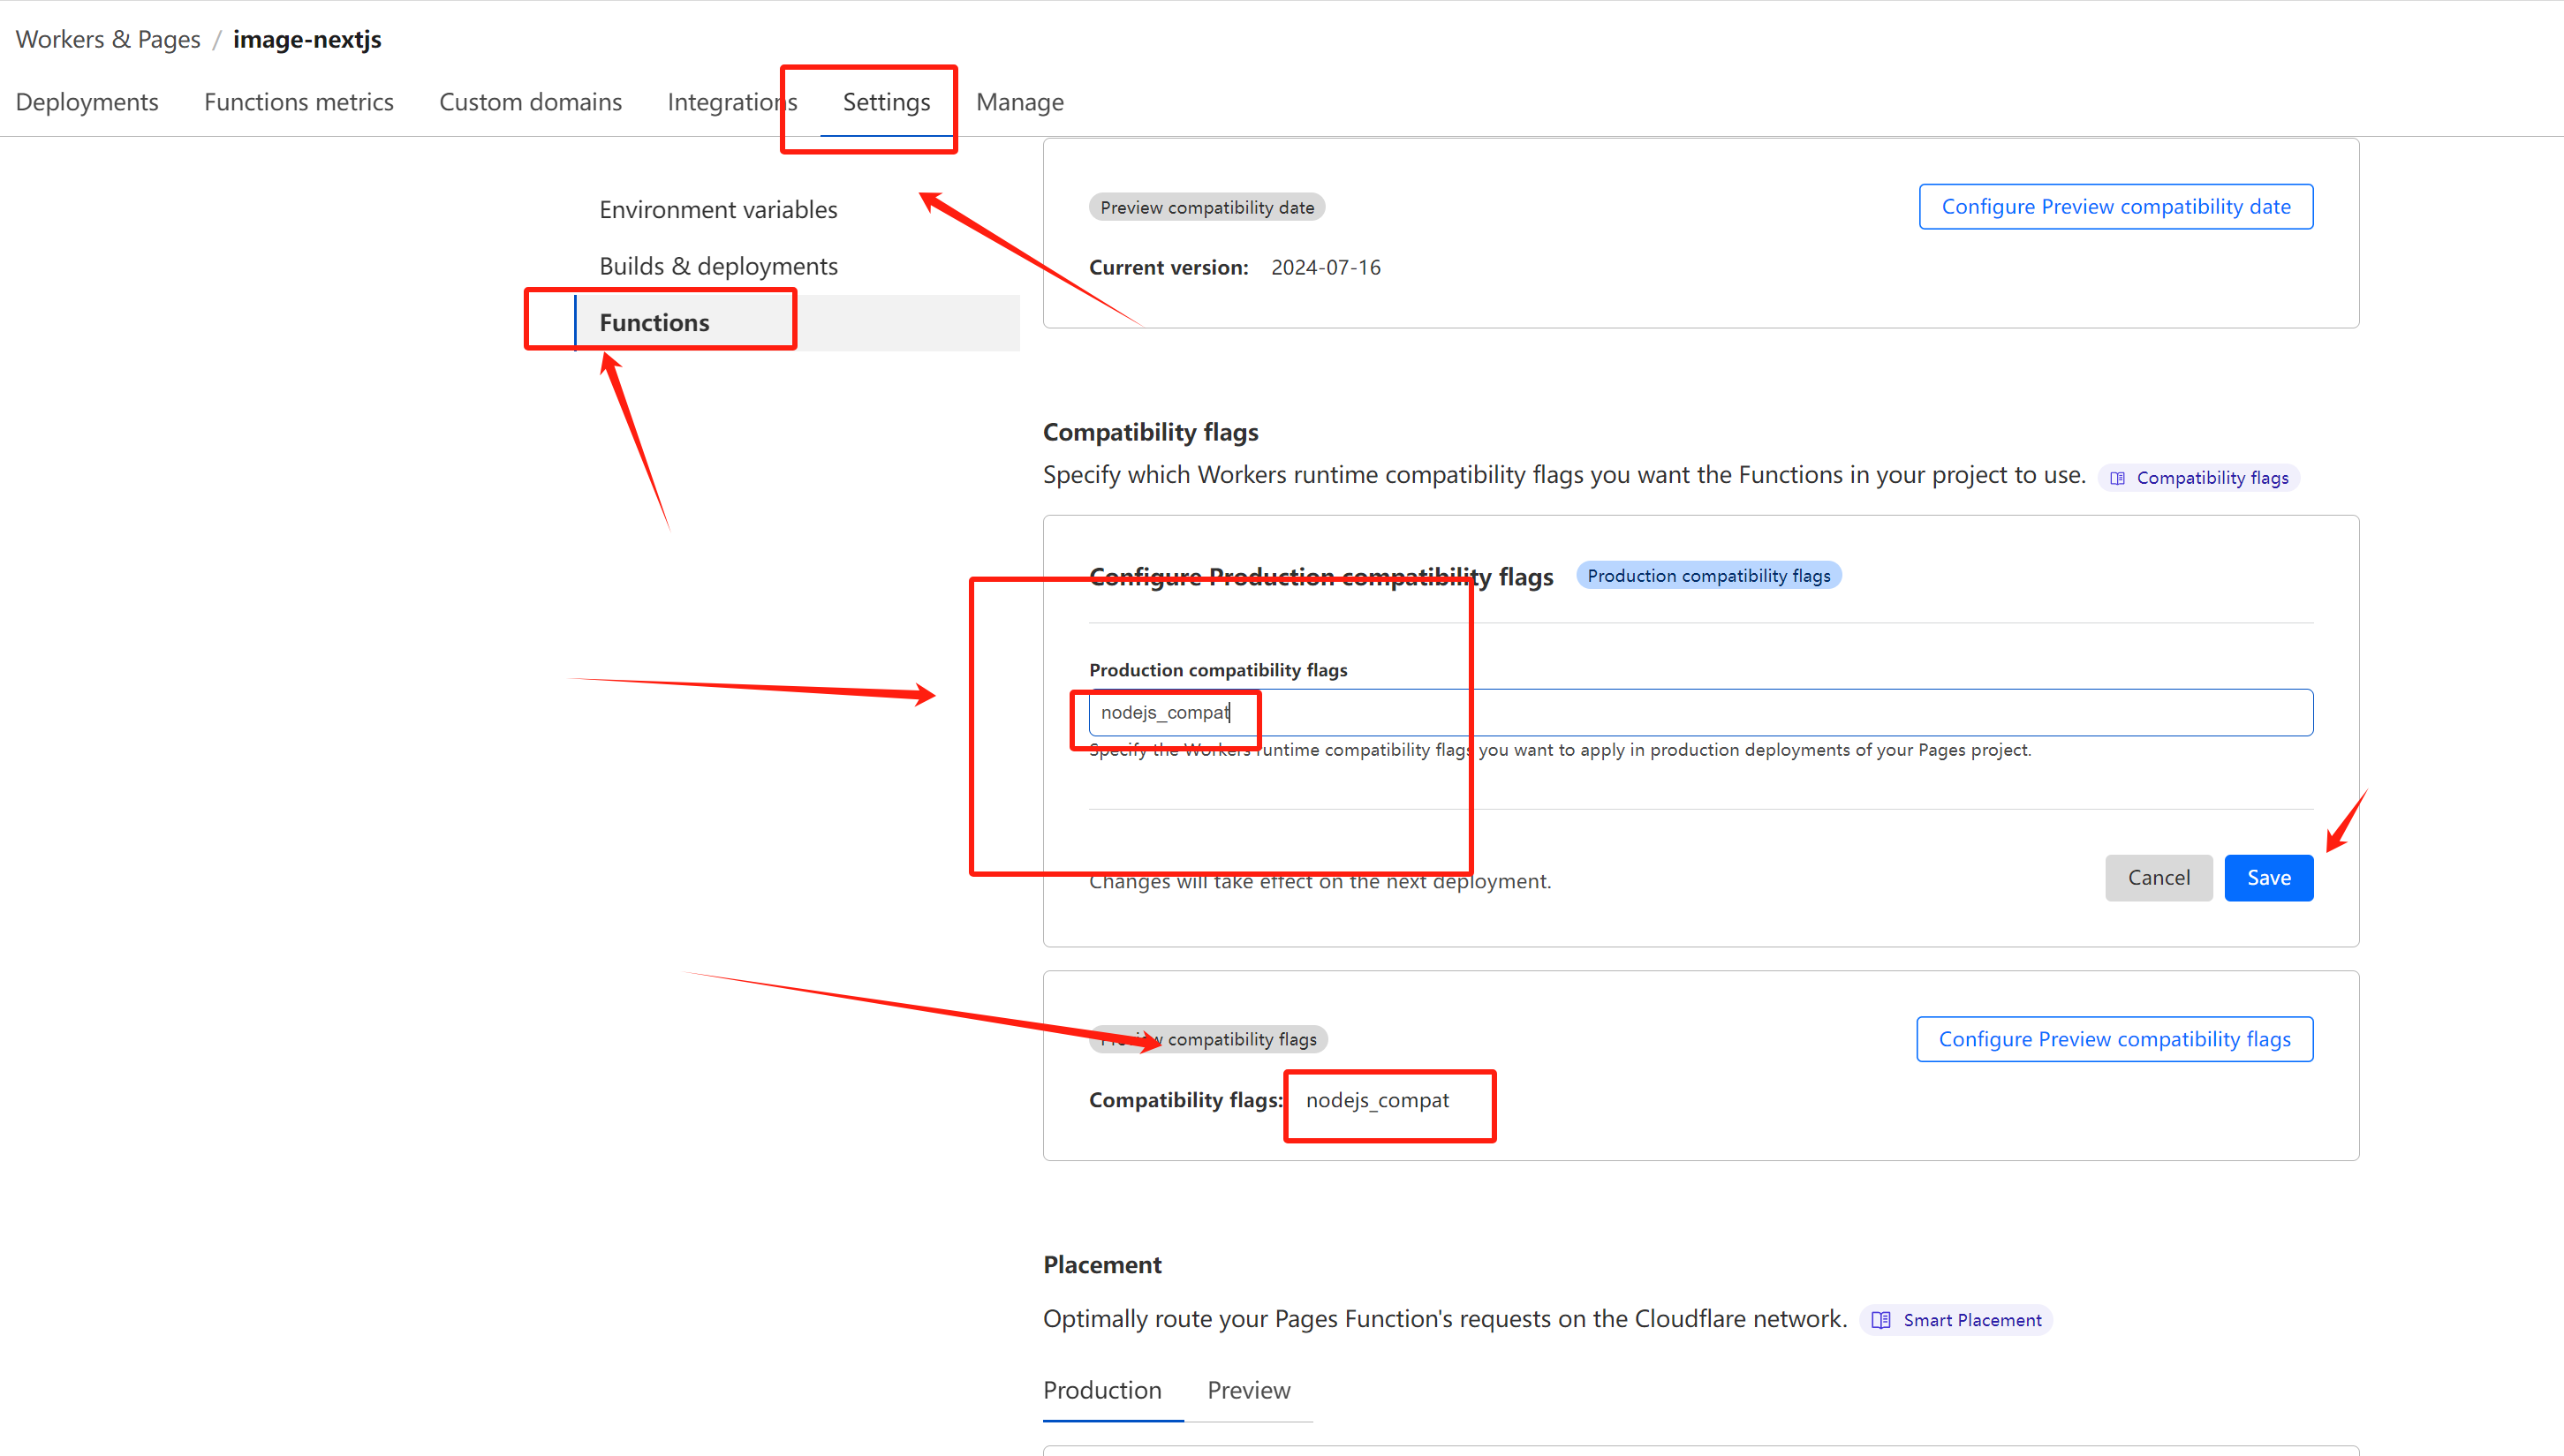 Workers & Pages / image-nextjs
Deployments Functions metrics Custom domains Integrations Settings Manage
Environment variables
Builds & deployments
Functions
Preview compatibility date
Configure Preview compatibility date
Current version: 2024-07-16
Compatibility flags
Specify which Workers runtime compatibility flags you want the Functions in your project to use. Compatibility flags
Configure Production compatibility flags Production compatibility flags
Production compatibility flags
nodejs_compat
Specify the Workers runtime compatibility flags you want to apply in production deployments of your Pages project.
Changes will take effect on the next deployment.
Cancel Save
Preview compatibility flags
Configure Preview compatibility flags
Compatibility flags: nodejs_compat
Placement
Optimally route your Pages Function's requests on the Cloudflare network. Smart Placement
Production Preview